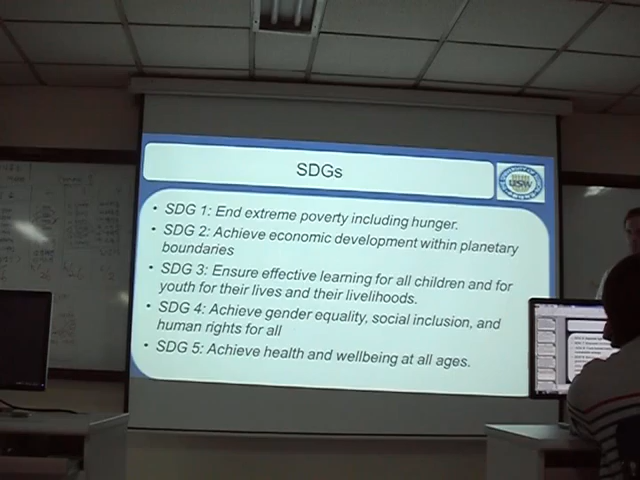 SDGs
• SDG 1: End extreme poverty including hunger.
• SDG 2: Achieve economic development within planetary
boundaries
• SDG 3: Ensure effective learning for all children and for
youth for their lives and their livelihoods.
• SDG 4: Achieve gender equality, social inclusion, and
human rights for all
• SDG 5: Achieve health and wellbeing at all ages.